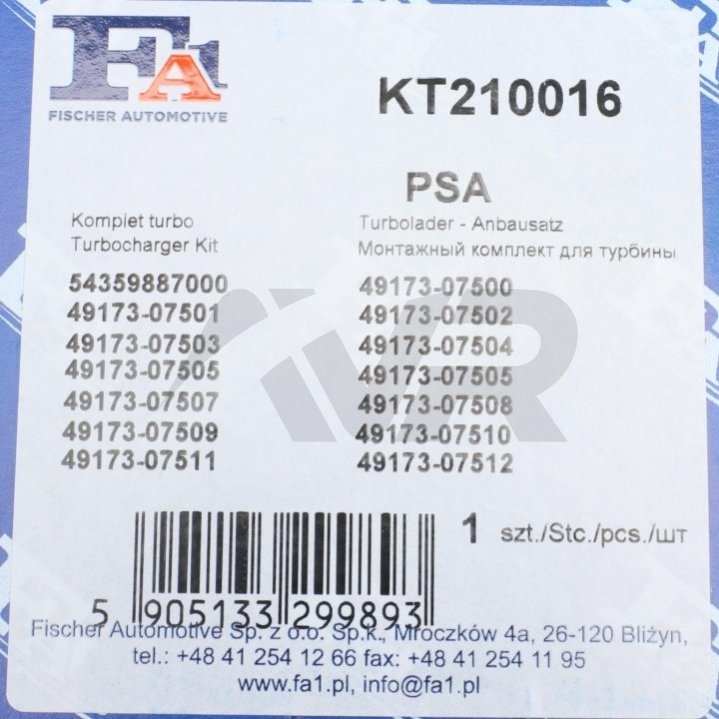 FA1
FISCHER AUTOMOTIVE
KT210016
PSA
Komplet turbo
Turbocharger Kit
Turbolader - Anbausatz
Монтажный комплект для турбины
54359887000 49173-07500
49173-07501 49173-07502
49173-07503 49173-07504
49173-07505 49173-07505
49173-07507 49173-07508
49173-07509 49173-07510
49173-07511 49173-07512
1 szt./Stc./pcs./шт
5 905133 299893
Fischer Automotive Sp. z o.o. Sp.k., Mroczków 4a, 26-120 Bliżyn,
tel.: +48 41 254 12 66 fax: +48 41 254 11 95
www.fa1.pl, info@fa1.pl